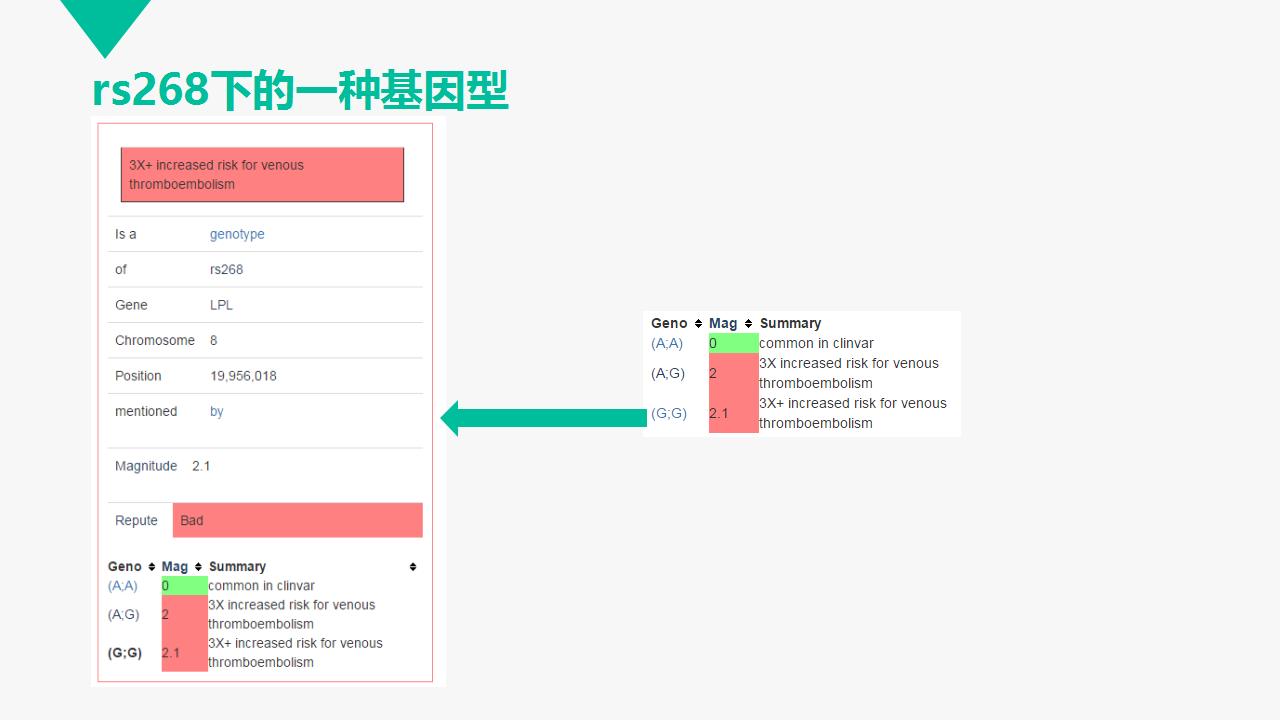 rs268下的一种基因型
3X+ increased risk for venous
thromboembolism
Is a genotype
of rs268
Gene LPL
Chromosome 8
Position 19,956,018
mentioned by
Magnitude 2.1
Repute Bad
Geno Mag Summary
(A;A) 0 common in clinvar
(A;G) 2 3X increased risk for venous
thromboembolism
(G;G) 2.1 3X+ increased risk for venous
thromboembolism
Geno Mag Summary
(A;A) 0 common in clinvar
(A;G) 2 3X increased risk for venous
thromboembolism
(G;G) 2.1 3X+ increased risk for venous
thromboembolism